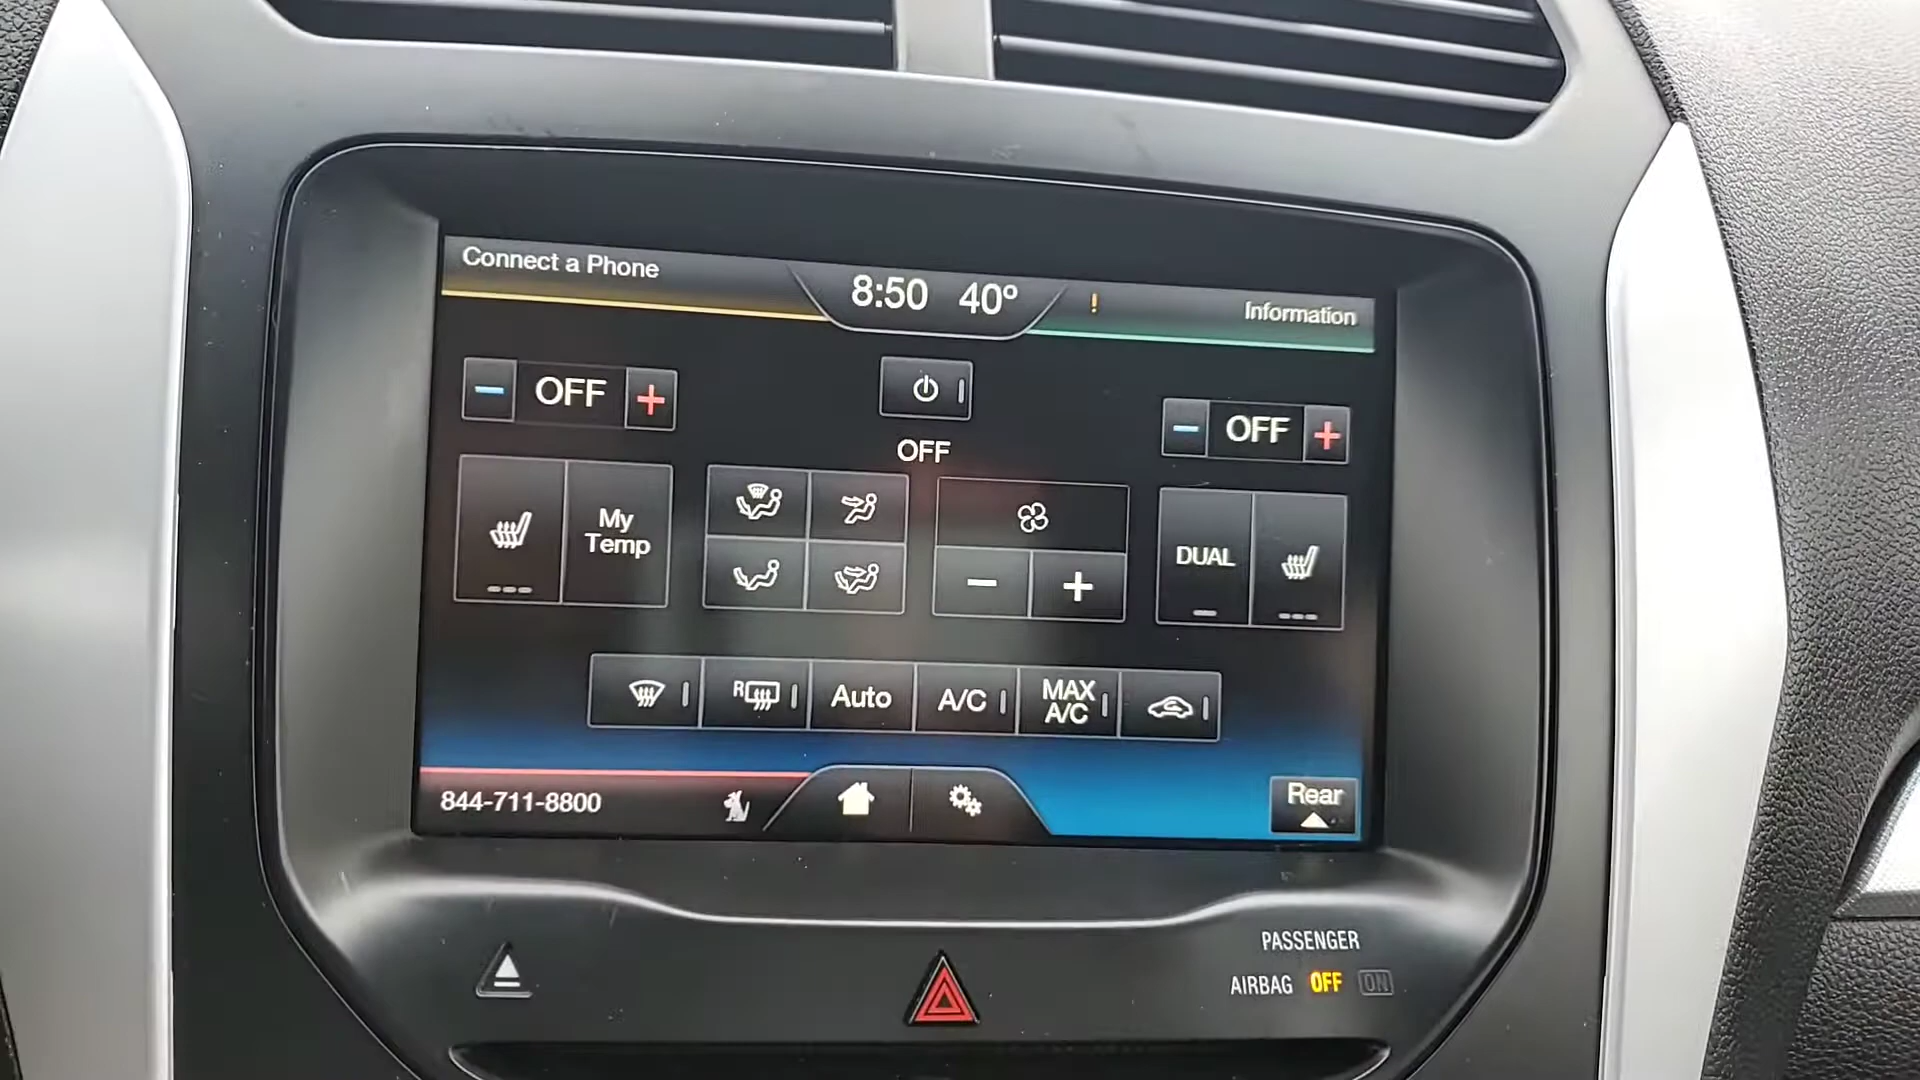 Connect a Phone
8:50 40º
!
Information
OFF
OFF
OFF
My
Temp
DUAL
R
Auto
A/C
MAX
A/C
844-711-8800
Rear
PASSENGER
AIRBAG OFF ON